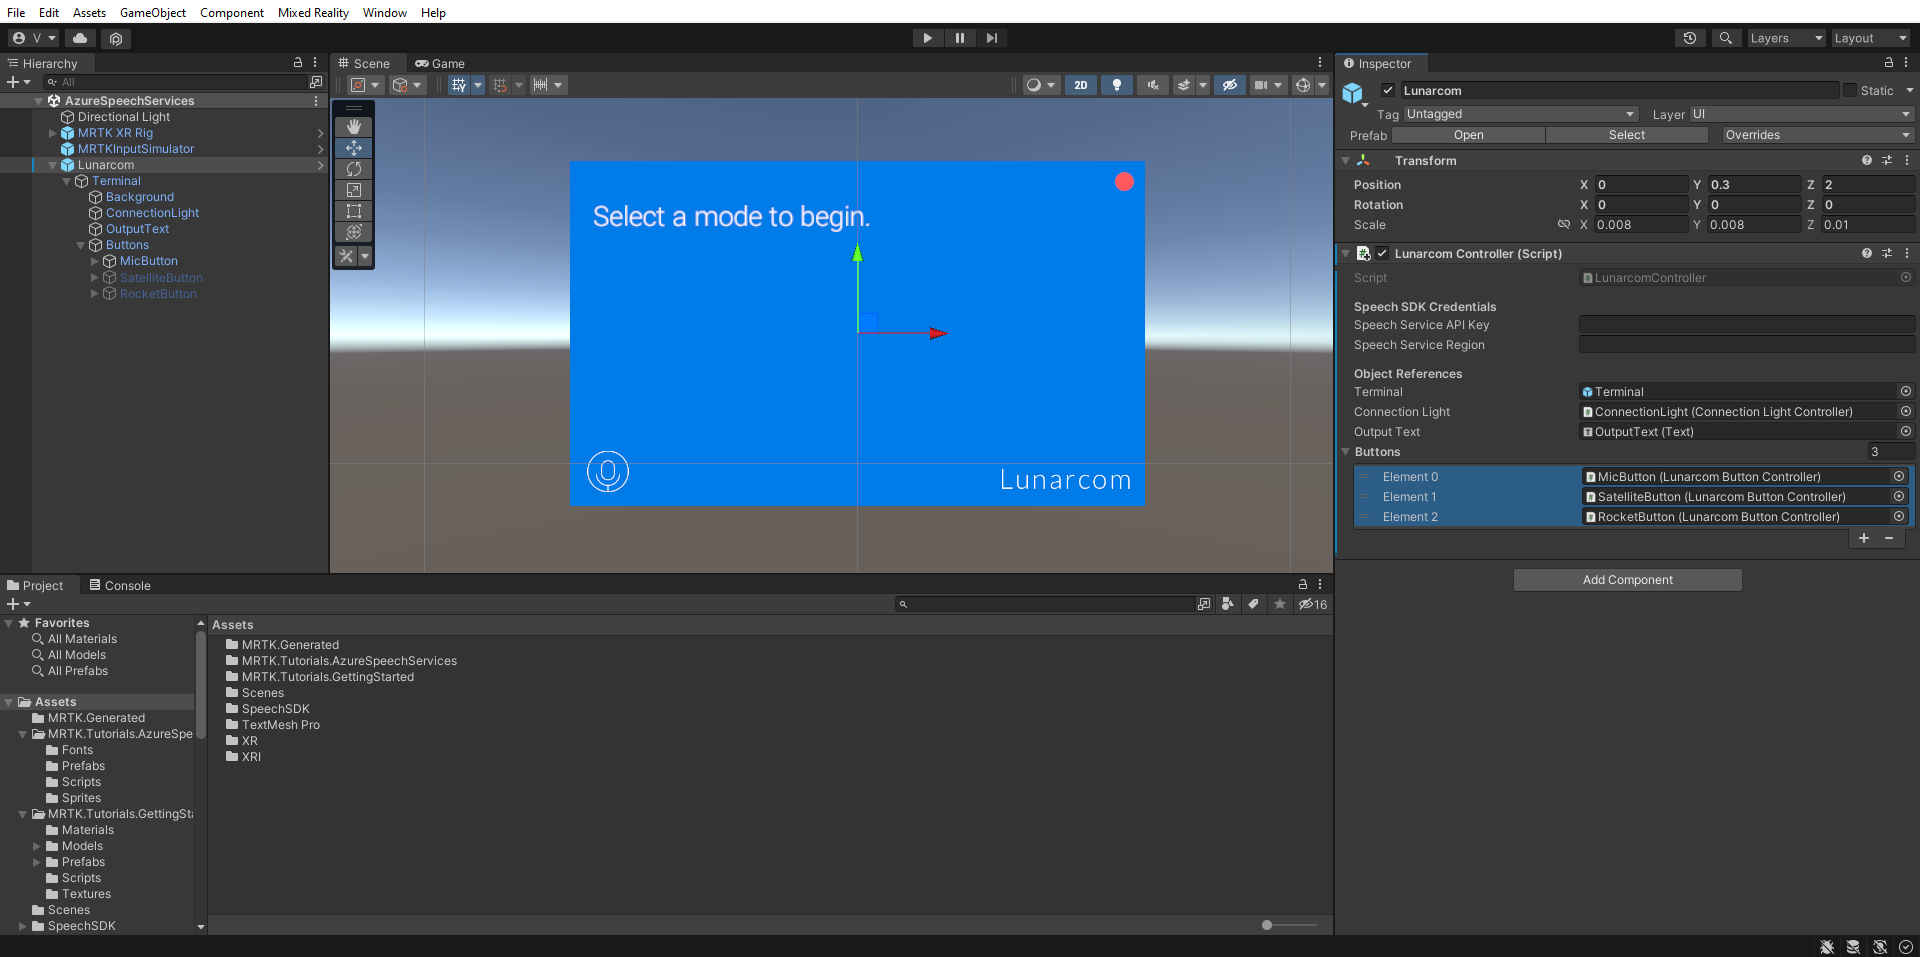 File Edit Assets GameObject Component Mixed Reality Window Help
V Layers Layout
Hierarchy
All
AzureSpeechServices
Directional Light
MRTK XR Rig
MRTKInputSimulator
Lunarcom
Terminal
Background
ConnectionLight
OutputText
Buttons
MicButton
SatelliteButton
RocketButton
Scene Game
2D
Select a mode to begin.
Lunarcom
Inspector
Lunarcom Static
Tag Untagged Layer UI
Prefab Open Select Overrides
Transform
Position X 0 Y 0.3 Z 2
Rotation X 0 Y 0 Z 0
Scale X 0.008 Y 0.008 Z 0.01
Lunarcom Controller (Script)
Script LunarcomController
Speech SDK Credentials
Speech Service API Key
Speech Service Region
Object References
Terminal Terminal
Connection Light ConnectionLight (Connection Light Controller)
Output Text OutputText (Text)
Buttons 3
Element 0 MicButton (Lunarcom Button Controller)
Element 1 SatelliteButton (Lunarcom Button Controller)
Element 2 RocketButton (Lunarcom Button Controller)
Add Component
Project Console
16
Favorites
All Materials
All Models
All Prefabs
Assets
MRTK.Generated
MRTK.Tutorials.AzureSpe
Fonts
Prefabs
Scripts
Sprites
MRTK.Tutorials.GettingSta
Materials
Models
Prefabs
Scripts
Textures
Scenes
SpeechSDK
Assets
MRTK.Generated
MRTK.Tutorials.AzureSpeechServices
MRTK.Tutorials.GettingStarted
Scenes
SpeechSDK
TextMesh Pro
XR
XRI